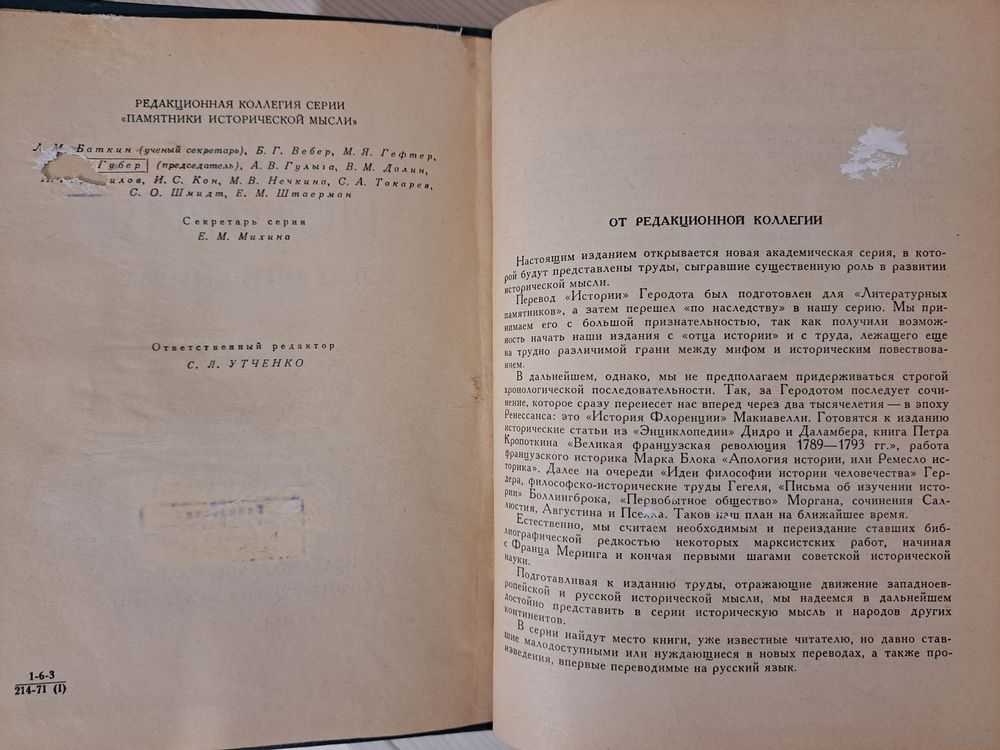 РЕДАКЦИОННАЯ КОЛЛЕГИЯ СЕРИИ
«ПАМЯТНИКИ ИСТОРИЧЕСКОЙ МЫСЛИ»
Л. М. Баткин (ученый секретарь), Б. Г. Вебер, М. Я. Гефтер,
Губер (председатель), А. В. Гулыга, В. М. Далин,
И. С. Кон, М. В. Нечкина, С. А. Токарев,
С. О. Шмидт, Е. М. Штаерман
Секретарь серии
Е. М. Михина
Ответственный редактор
С. Л. УТЧЕНКО
1-6-3
214-71 (I)
ОТ РЕДАКЦИОННОЙ КОЛЛЕГИИ
Настоящим изданием открывается новая академическая серия, в кото-
рой будут представлены труды, сыгравшие существенную роль в развитии
исторической мысли.
Перевод «Истории» Геродота был подготовлен для «Литературных
памятников», а затем перешел «по наследству» в нашу серию. Мы при-
нимаем его с большой признательностью, так как получили возмож-
ность начать наши издания с «отца истории» и с труда, лежащего еще
на трудно различимой грани между мифом и историческим повествова-
нием.
В дальнейшем, однако, мы не предполагаем придерживаться строгой
хронологической последовательности. Так, за Геродотом последует сочи-
нение, которое сразу перенесет нас вперед через два тысячелетия — в эпоху
Ренессанса: это «История Флоренции» Макиавелли. Готовятся к изданию
исторические статьи из «Энциклопедии» Дидро и Даламбера, книга Петра
Кропоткина «Великая французская революция 1789—1793 гг.», работа
французского историка Марка Блока «Апология истории, или Ремесло ис-
торика». Далее на очереди «Идеи философии истории человечества» Гер-
дера, философско-исторические труды Гегеля, «Письма об изучении исто-
рии» Боллингброка, «Первобытное общество» Моргана, сочинения Сал-
люстия, Августина и Пселла. Таков наш план на ближайшее время.
Естественно, мы считаем необходимым и переиздание ставших биб-
лиографической редкостью некоторых марксистских работ, начиная
с Франца Меринга и кончая первыми шагами советской исторической
науки.
Подготавливая к изданию труды, отражающие движение западноев-
ропейской и русской исторической мысли, мы надеемся в дальнейшем
достойно представить в серии историческую мысль и народов других
континентов.
В серии найдут место книги, уже известные читателю, но давно став-
шие малодоступными или нуждающиеся в новых переводах, а также про-
изведения, впервые переводимые на русский язык.